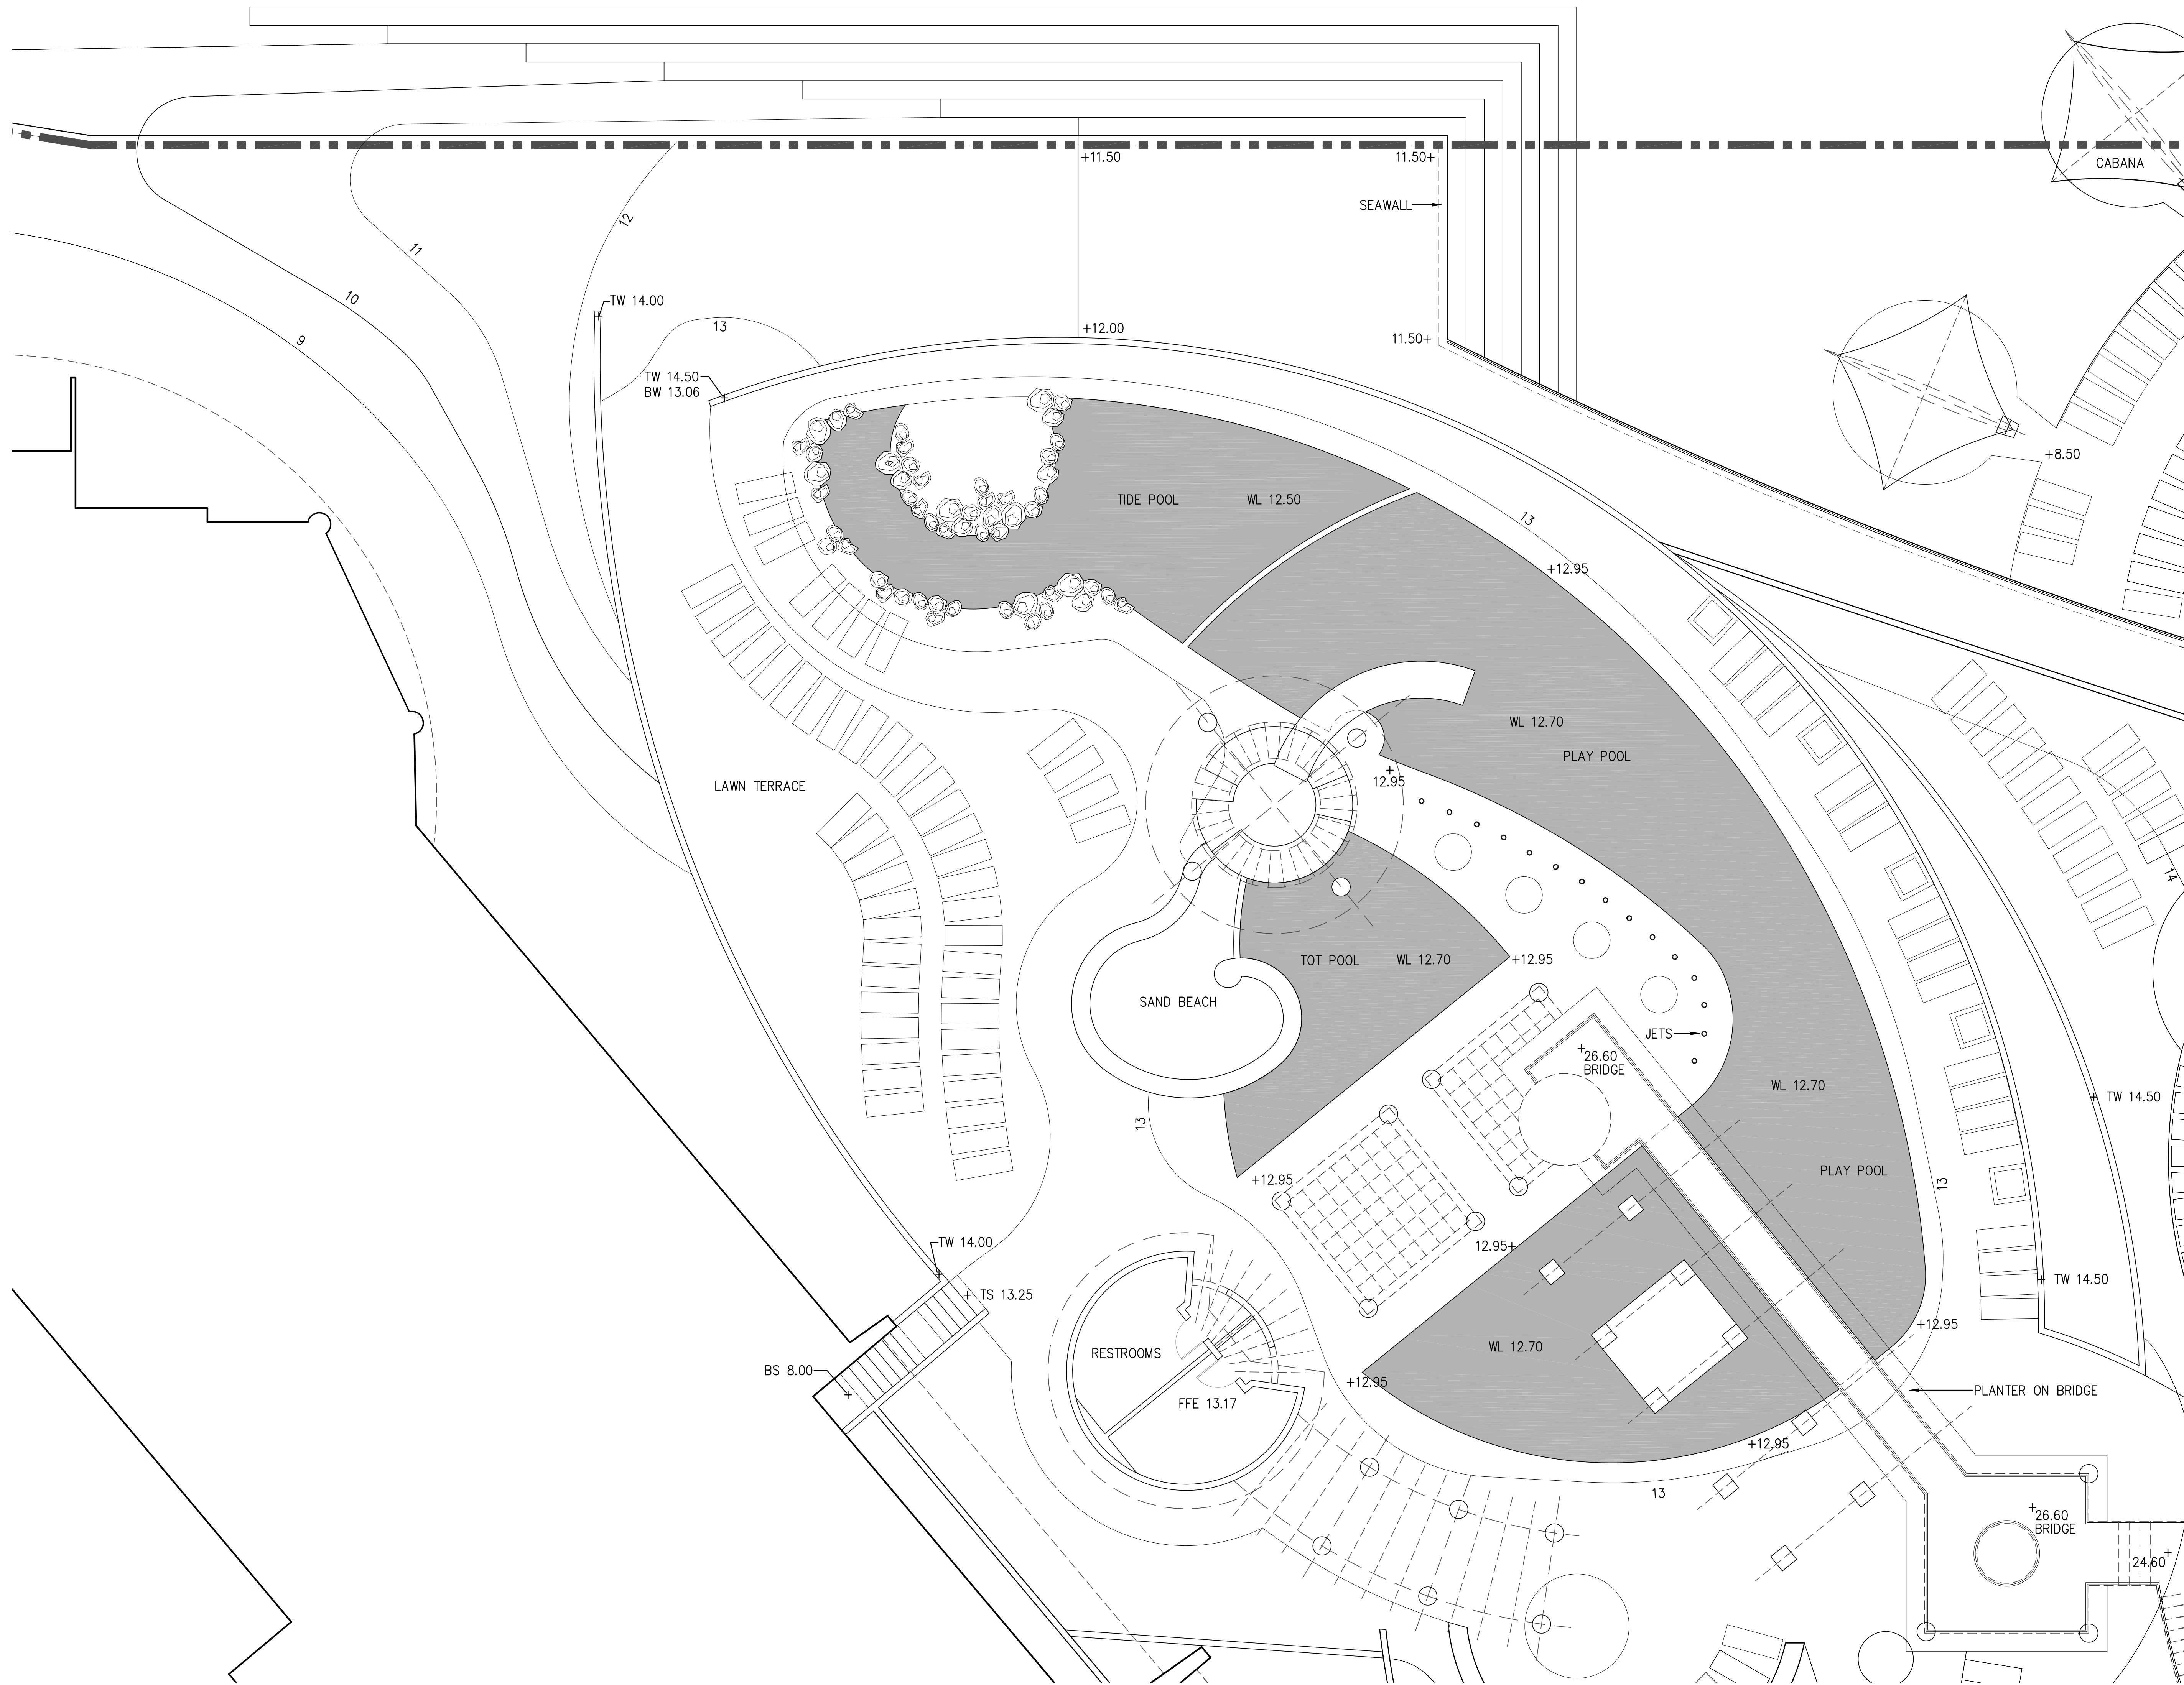 CABANA
+11.50
11.50+
SEAWALL
12
11
10
9
TW 14.00
13
+12.00
11.50+
TW 14.50
BW 13.06
+8.50
TIDE POOL
WL 12.50
13
+12.95
WL 12.70
PLAY POOL
12.95
LAWN TERRACE
14
TOT POOL
WL 12.70
+12.95
SAND BEACH
JETS
26.60
BRIDGE
WL 12.70
TW 14.50
13
PLAY POOL
+12.95
13
TW 14.00
12.95+
TW 14.50
TS 13.25
+12.95
WL 12.70
RESTROOMS
BS 8.00
+12.95
PLANTER ON BRIDGE
FFE 13.17
+12.95
13
26.60
BRIDGE
24.60